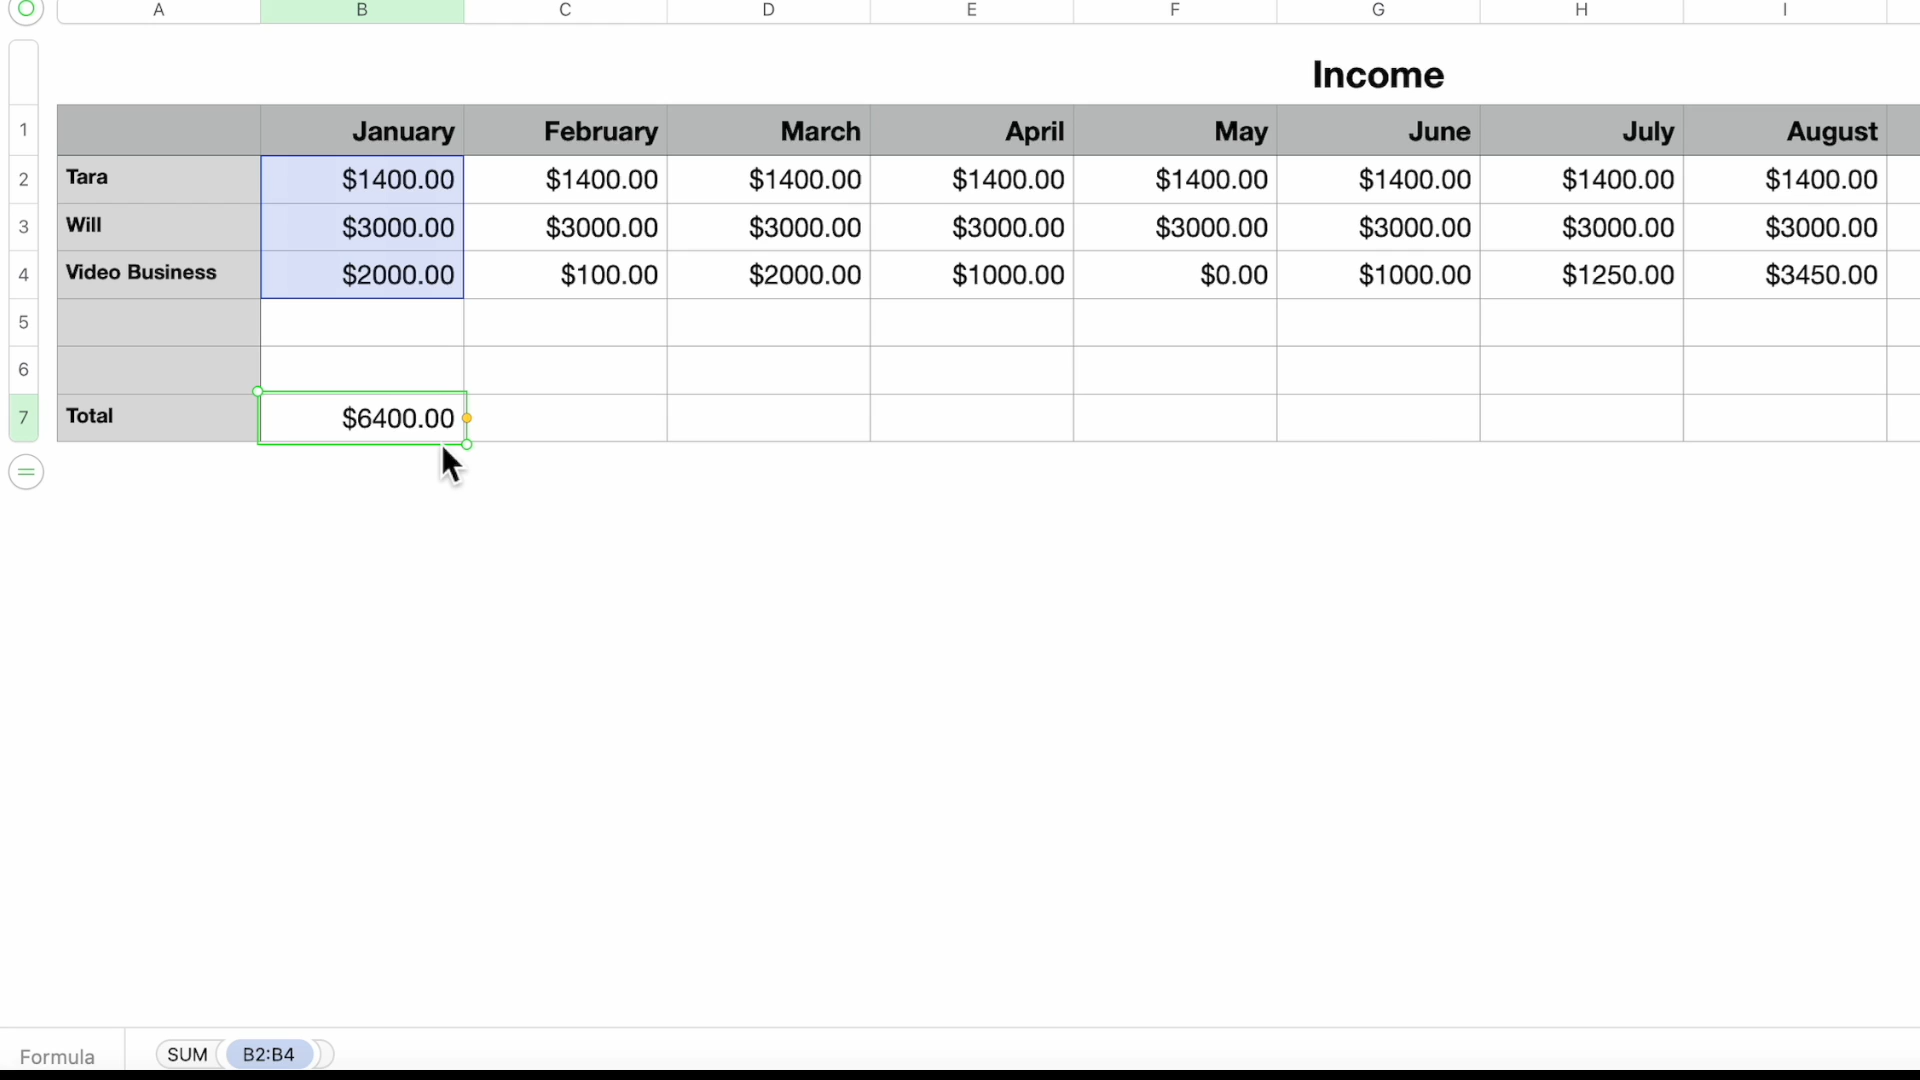 A B C D E F G H I
Income
1 January February March April May June July August
2 Tara $1400.00 $1400.00 $1400.00 $1400.00 $1400.00 $1400.00 $1400.00 $1400.00
3 Will $3000.00 $3000.00 $3000.00 $3000.00 $3000.00 $3000.00 $3000.00 $3000.00
4 Video Business $2000.00 $100.00 $2000.00 $1000.00 $0.00 $1000.00 $1250.00 $3450.00
5
6
7 Total $6400.00
Formula SUM B2:B4